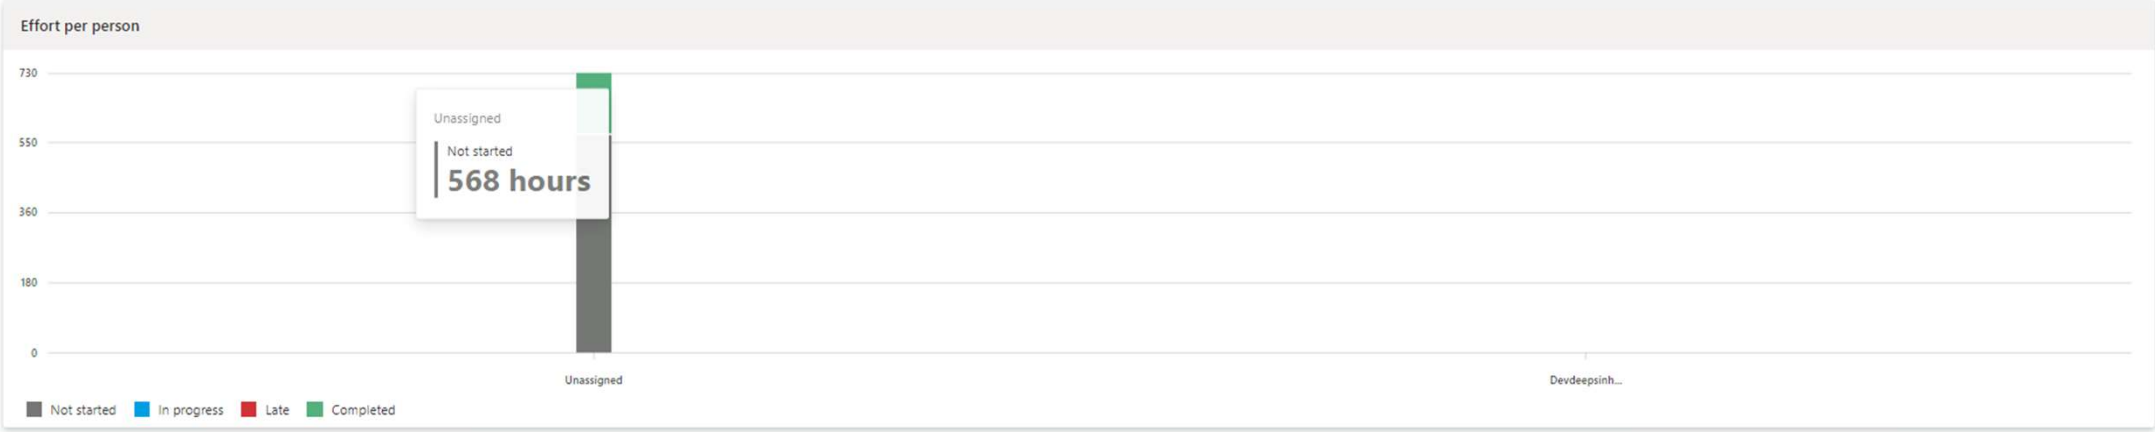 Effort per person
730
Unassigned
550
Not started
568 hours
360
180
0
Unassigned
Devdeepsinh...
Not started
In progress
Late
Completed